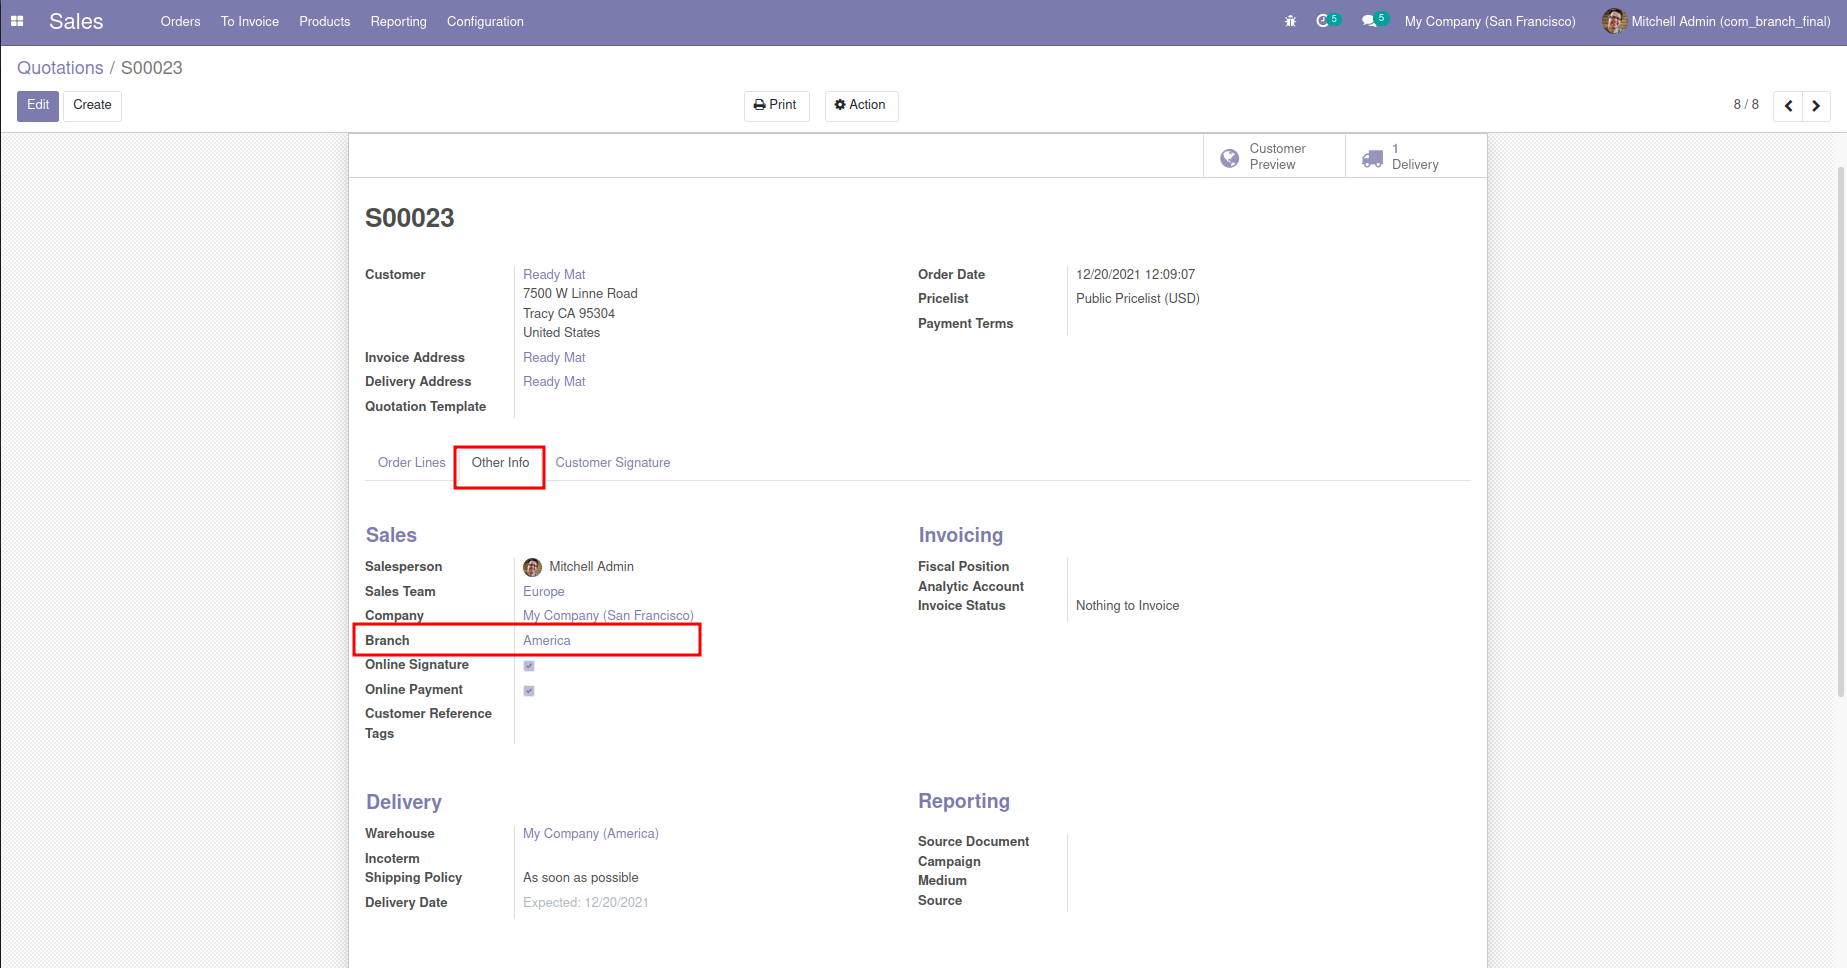 Sales Orders To Invoice Products Reporting Configuration 5 5 My Company (San Francisco) Mitchell Admin (com_branch_final)
Quotations / S00023
Edit Create Print Action 8 / 8
Customer Preview
1 Delivery
S00023
Customer Ready Mat
7500 W Linne Road
Tracy CA 95304
United States
Invoice Address Ready Mat
Delivery Address Ready Mat
Quotation Template
Order Date 12/20/2021 12:09:07
Pricelist Public Pricelist (USD)
Payment Terms
Order Lines Other Info Customer Signature
Sales
Salesperson Mitchell Admin
Sales Team Europe
Company My Company (San Francisco)
Branch America
Online Signature
Online Payment
Customer Reference
Tags
Invoicing
Fiscal Position
Analytic Account
Invoice Status Nothing to Invoice
Delivery
Warehouse My Company (America)
Incoterm
Shipping Policy As soon as possible
Delivery Date Expected: 12/20/2021
Reporting
Source Document
Campaign
Medium
Source